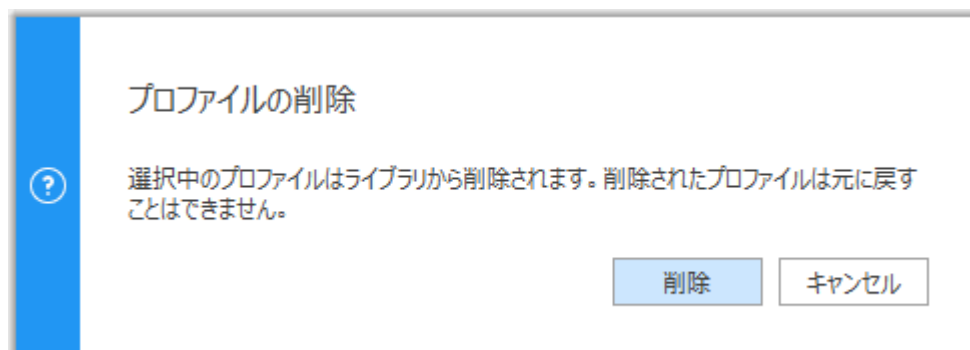 プロファイルの削除
選択中のプロファイルはライブラリから削除されます。削除されたプロファイルは元に戻す
ことはできません。
削除
キャンセル